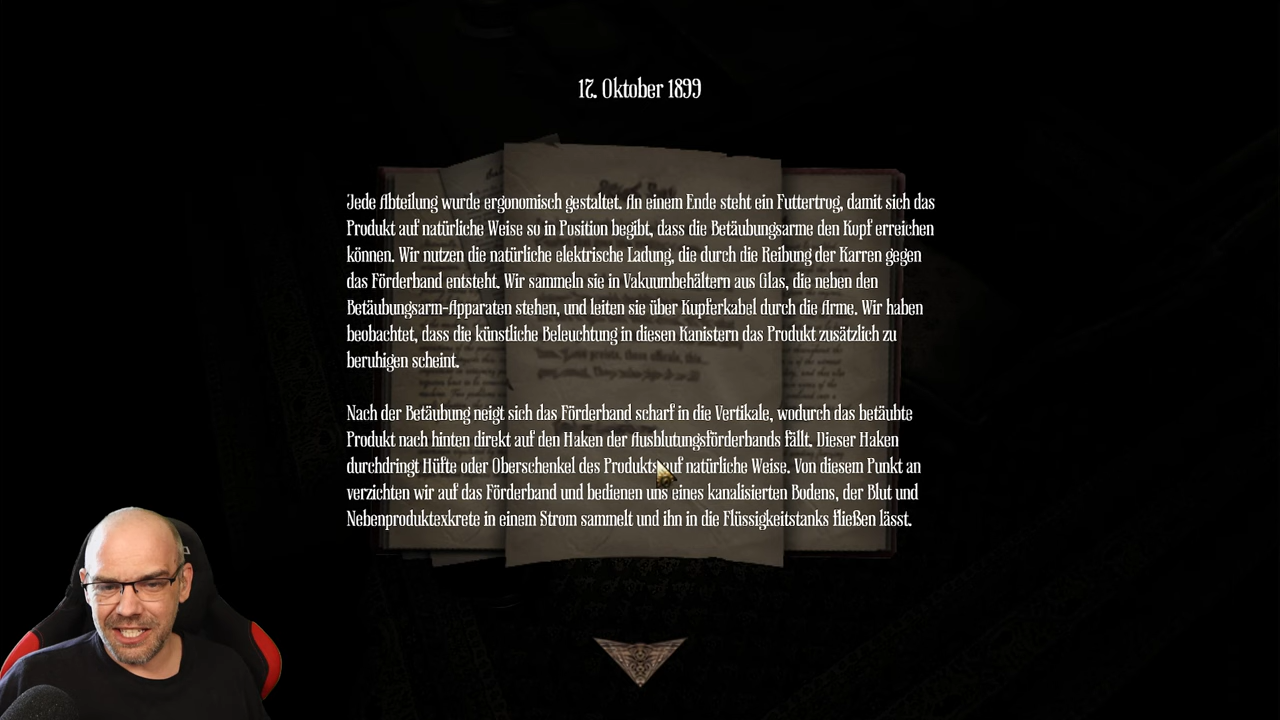 17. Oktober 1899
Jede Abteilung wurde ergonomisch gestaltet. An einem Ende steht ein Futtertrog, damit sich das
Produkt auf natürliche Weise so in Position begibt, dass die Betäubungsarme den Kopf erreichen
können. Wir nutzen die natürliche elektrische Ladung, die durch die Reibung der Karren gegen
das Förderband entsteht. Wir sammeln sie in Vakuumbehältern aus Glas, die neben den
Betäubungsarm-Apparaten stehen, und leiten sie über Kupferkabel durch die Arme. Wir haben
beobachtet, dass die künstliche Beleuchtung in diesen Kanistern das Produkt zusätzlich zu
beruhigen scheint.
Nach der Betäubung neigt sich das Förderband scharf in die Vertikale, wodurch das betäubte
Produkt nach hinten direkt auf den Haken der Ausblutungsförderbands fällt. Dieser Haken
durchdringt Hüfte oder Oberschenkel des Produkts auf natürliche Weise. Von diesem Punkt an
verzichten wir auf das Förderband und bedienen uns eines kanalisierten Bodens, der Blut und
Nebenproduktexkrete in einem Strom sammelt und ihn in die Flüssigkeitstanks fließen lässt.